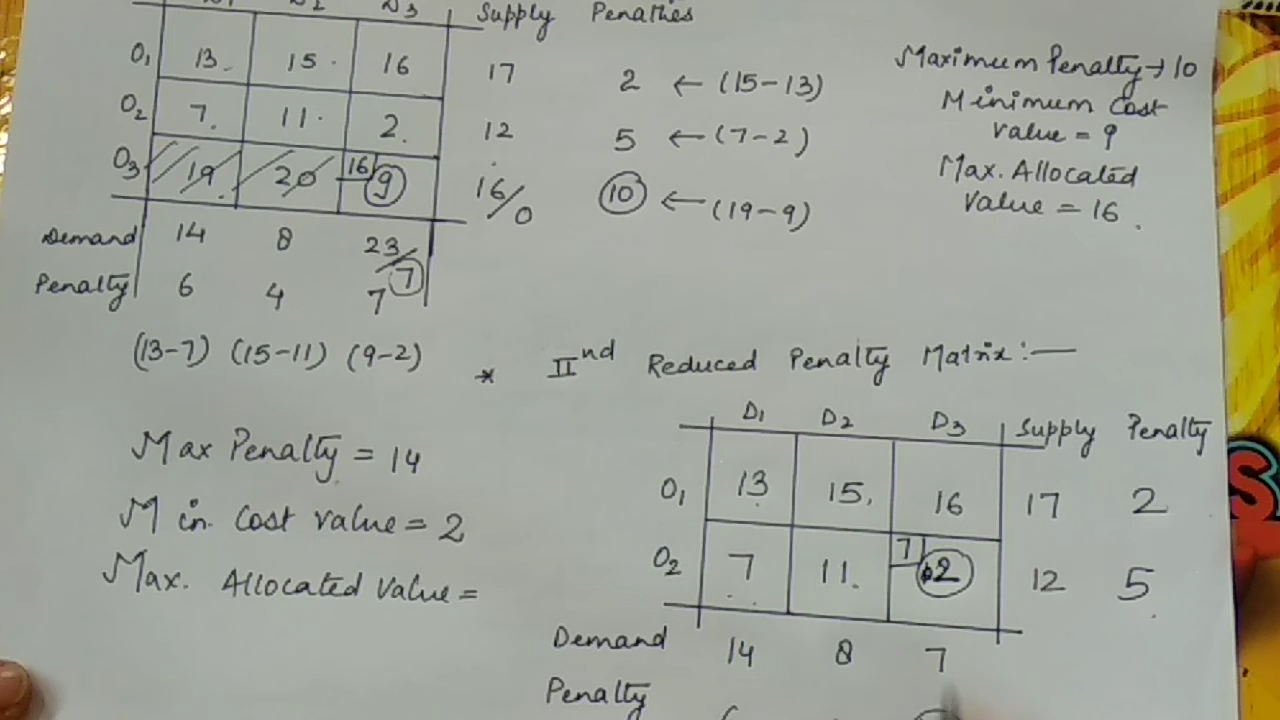 D2 D3 Supply Penalties
O1 13 15 16 17 2 ← (15-13)
O2 7 11 2 12 5 ← (7-2)
O3 19 20 16 9 16/0 10 ← (19-9)
Demand 14 8 23/7
Penalty 6 4 7
(13-7) (15-11) (9-2)
Maximum Penalty → 10
Minimum Cost
Value = 9
Max. Allocated
Value = 16.
* IInd Reduced Penalty Matrix:—
Max Penalty = 14
Min. Cost Value = 2
Max. Allocated Value =
D1 D2 D3 Supply Penalty
O1 13 15 16 17 2
O2 7 11 7 2 12 5
Demand 14 8 7
Penalty